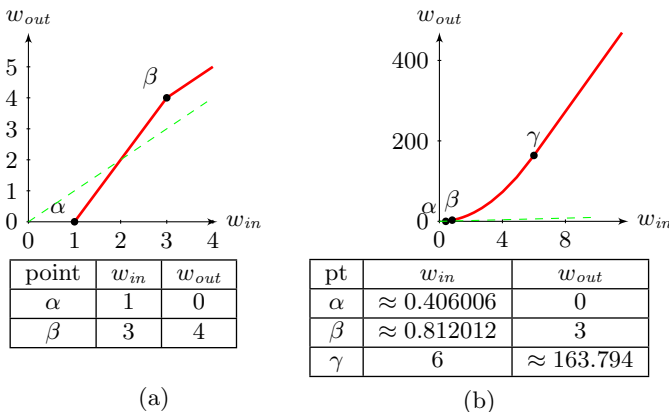 w_out
5
4
3
2
1
0
β
α
0 1 2 3 4
w_in
point w_in w_out
α 1 0
β 3 4
(a)
w_out
400
200
0
γ
α β
0 4 8
w_in
pt w_in w_out
α ≈ 0.406006 0
β ≈ 0.812012 3
γ 6 ≈ 163.794
(b)